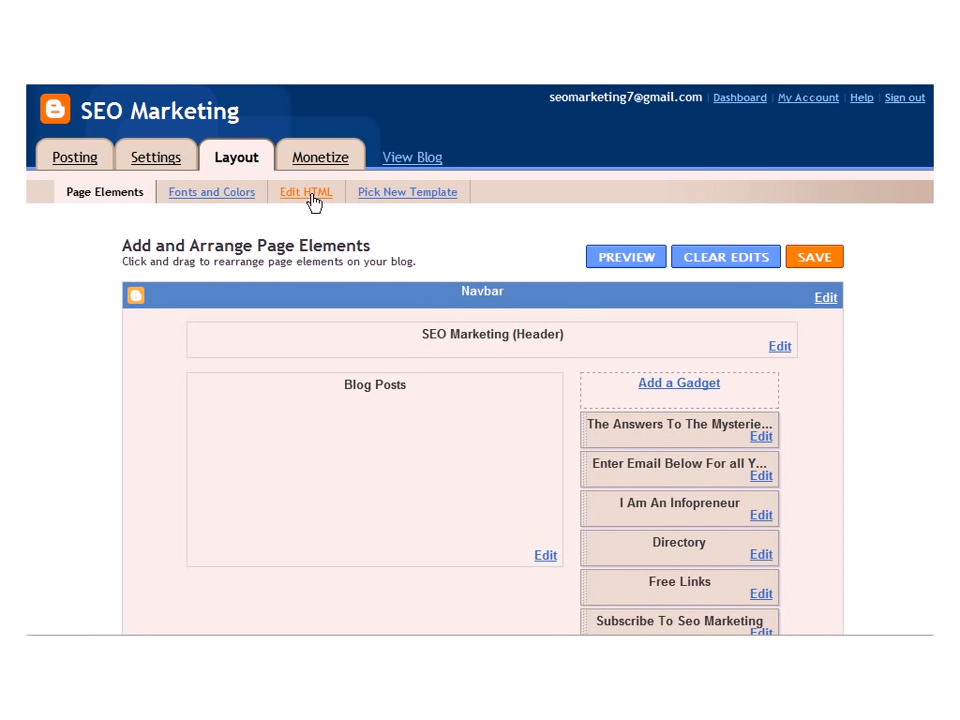 SEO Marketing
seomarketing7@gmail.com | Dashboard | My Account | Help | Sign out
Posting Settings Layout Monetize View Blog
Page Elements Fonts and Colors Edit HTML Pick New Template
Add and Arrange Page Elements
Click and drag to rearrange page elements on your blog.
PREVIEW CLEAR EDITS SAVE
Navbar
Edit
SEO Marketing (Header)
Edit
Blog Posts
Edit
Add a Gadget
The Answers To The Mysterie...
Edit
Enter Email Below For all Y...
Edit
I Am An Infopreneur
Edit
Directory
Edit
Free Links
Edit
Subscribe To Seo Marketing
Edit